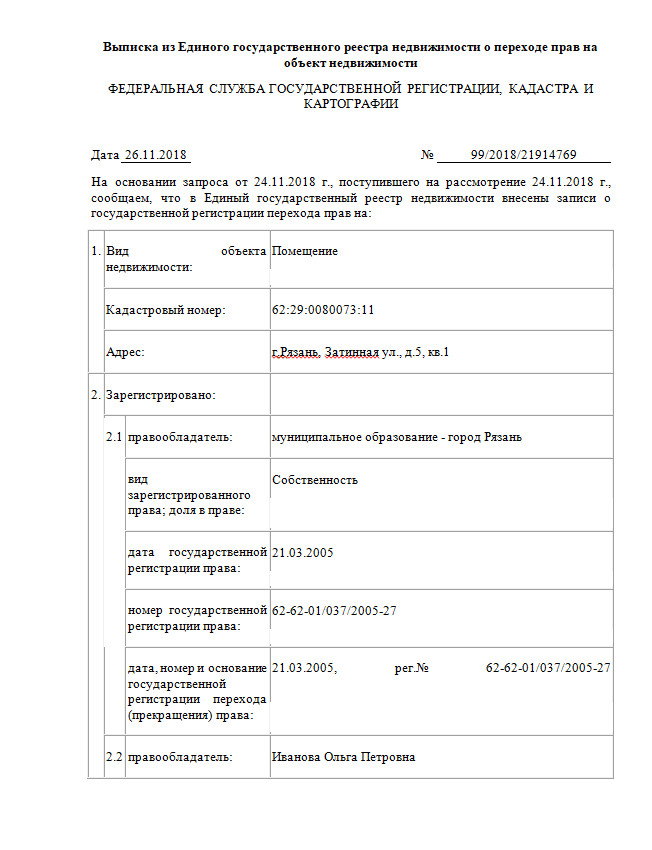 Выписка из Единого государственного реестра недвижимости о переходе прав на
объект недвижимости
ФЕДЕРАЛЬНАЯ СЛУЖБА ГОСУДАРСТВЕННОЙ РЕГИСТРАЦИИ, КАДАСТРА И
КАРТОГРАФИИ
Дата 26.11.2018 № 99/2018/21914769
На основании запроса от 24.11.2018 г., поступившего на рассмотрение 24.11.2018 г.,
сообщаем, что в Единый государственный реестр недвижимости внесены записи о
государственной регистрации перехода прав на:
1. Вид объекта Помещение
недвижимости:
Кадастровый номер: 62:29:0080073:11
Адрес: г.Рязань, Затинная ул., д.5, кв.1
2. Зарегистрировано:
2.1 правообладатель: муниципальное образование - город Рязань
вид Собственность
зарегистрированного
права; доля в праве:
дата государственной 21.03.2005
регистрации права:
номер государственной 62-62-01/037/2005-27
регистрации права:
дата, номер и основание 21.03.2005, рег.№ 62-62-01/037/2005-27
государственной
регистрации перехода
(прекращения) права:
2.2 правообладатель: Иванова Ольга Петровна